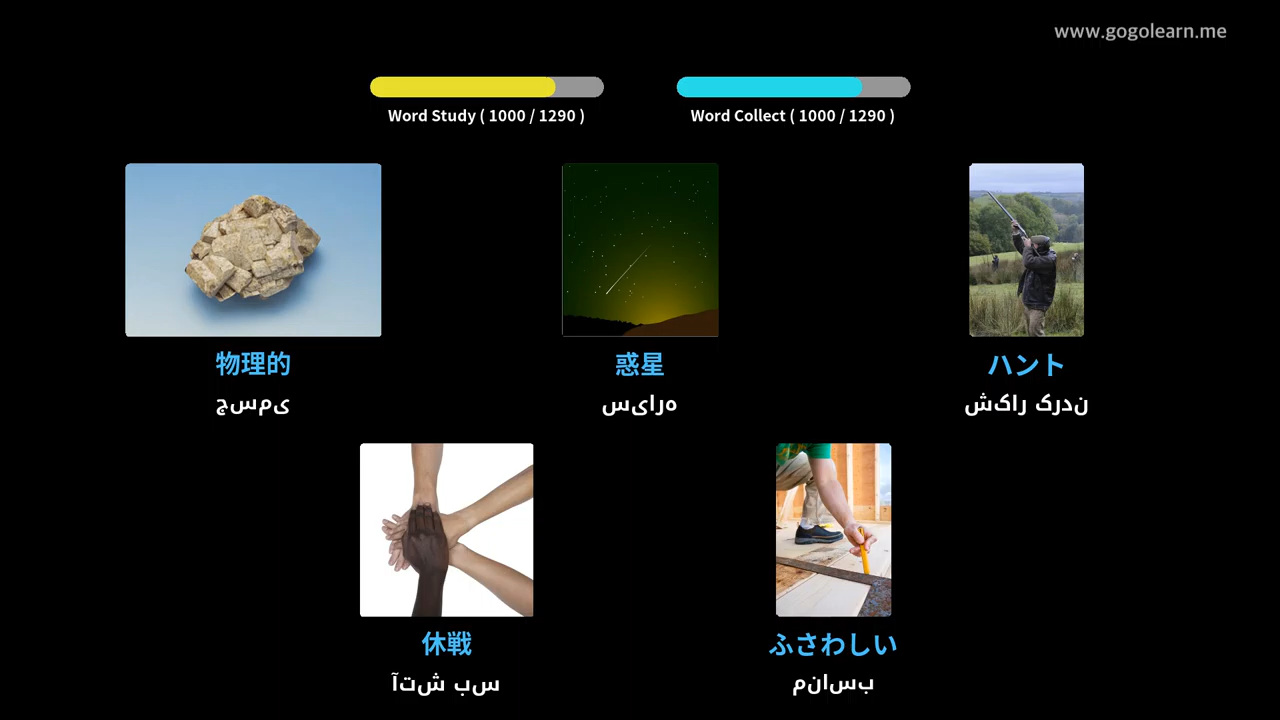 www.gogolearn.me
Word Study ( 1000 / 1290 )
Word Collect ( 1000 / 1290 )
物理的
جسمی
惑星
سیاره
ハント
شکار کردن
休戦
آتش بس
ふさわしい
مناسب